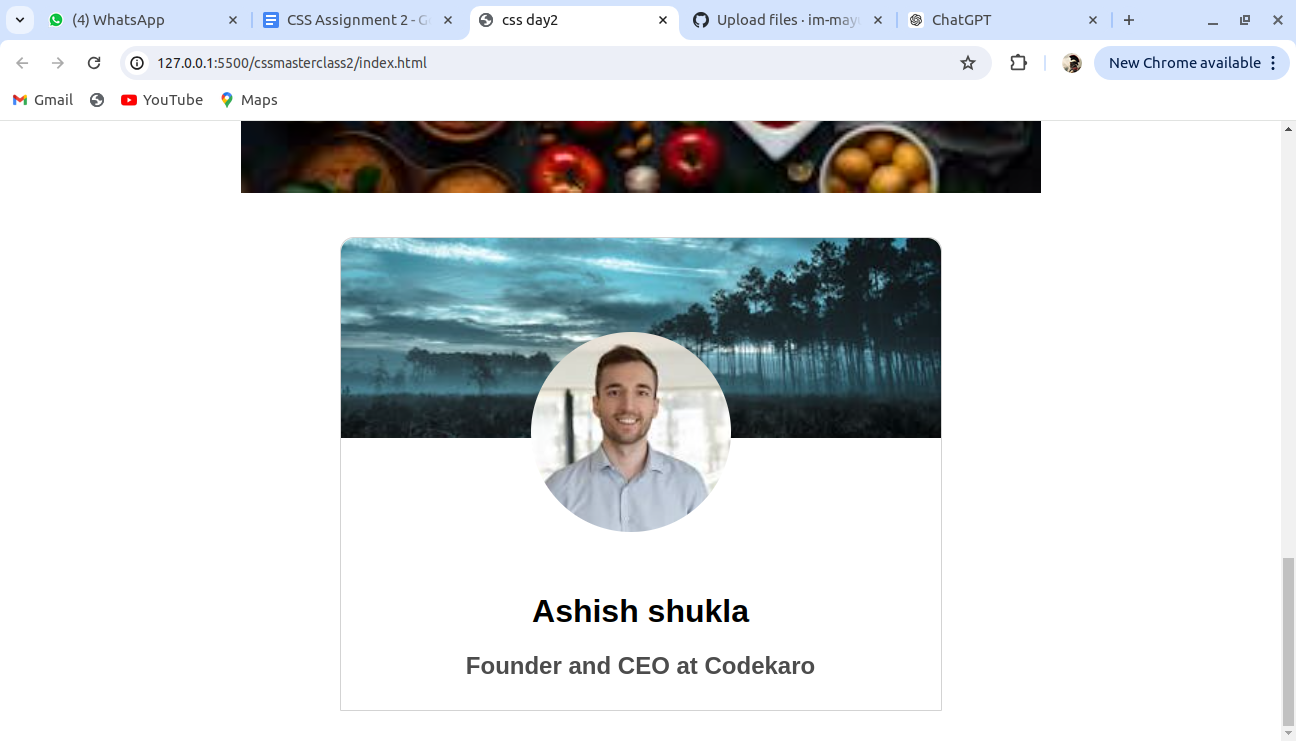 (4) WhatsApp
CSS Assignment 2 - G
css day2
Upload files · im-may
ChatGPT
127.0.0.1:5500/cssmasterclass2/index.html
New Chrome available
Gmail
YouTube
Maps
Ashish shukla
Founder and CEO at Codekaro